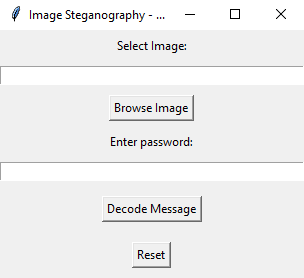 Image Steganography - ...
Select Image:
Browse Image
Enter password:
Decode Message
Reset